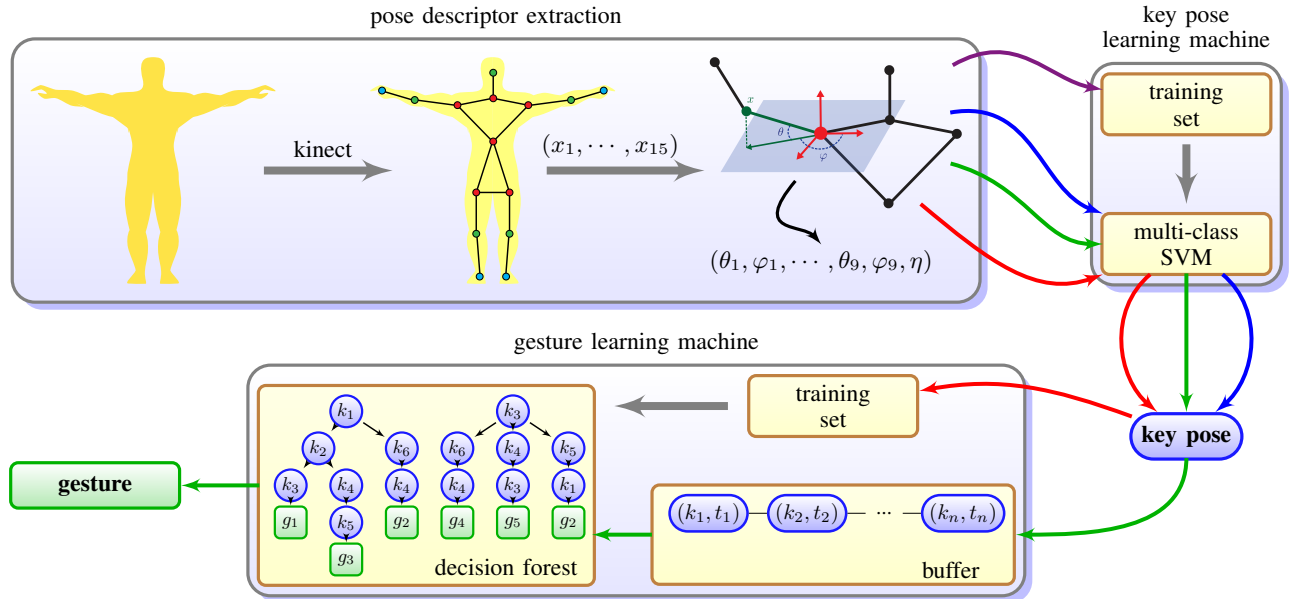 pose descriptor extraction
key pose
learning machine
kinect
(x₁, ⋯ , x₁₅)
x
θ
φ
(θ₁, φ₁, ⋯ , θ₉, φ₉, η)
training
set
multi-class
SVM
gesture learning machine
k₁
k₂
k₆
k₃
k₄
k₄
g₁
k₅
g₂
g₃
k₃
k₆
k₄
k₅
k₄
k₃
k₁
g₄
g₅
g₂
decision forest
training
set
key pose
(k₁, t₁)
(k₂, t₂)
⋯
(kₙ, tₙ)
buffer
gesture